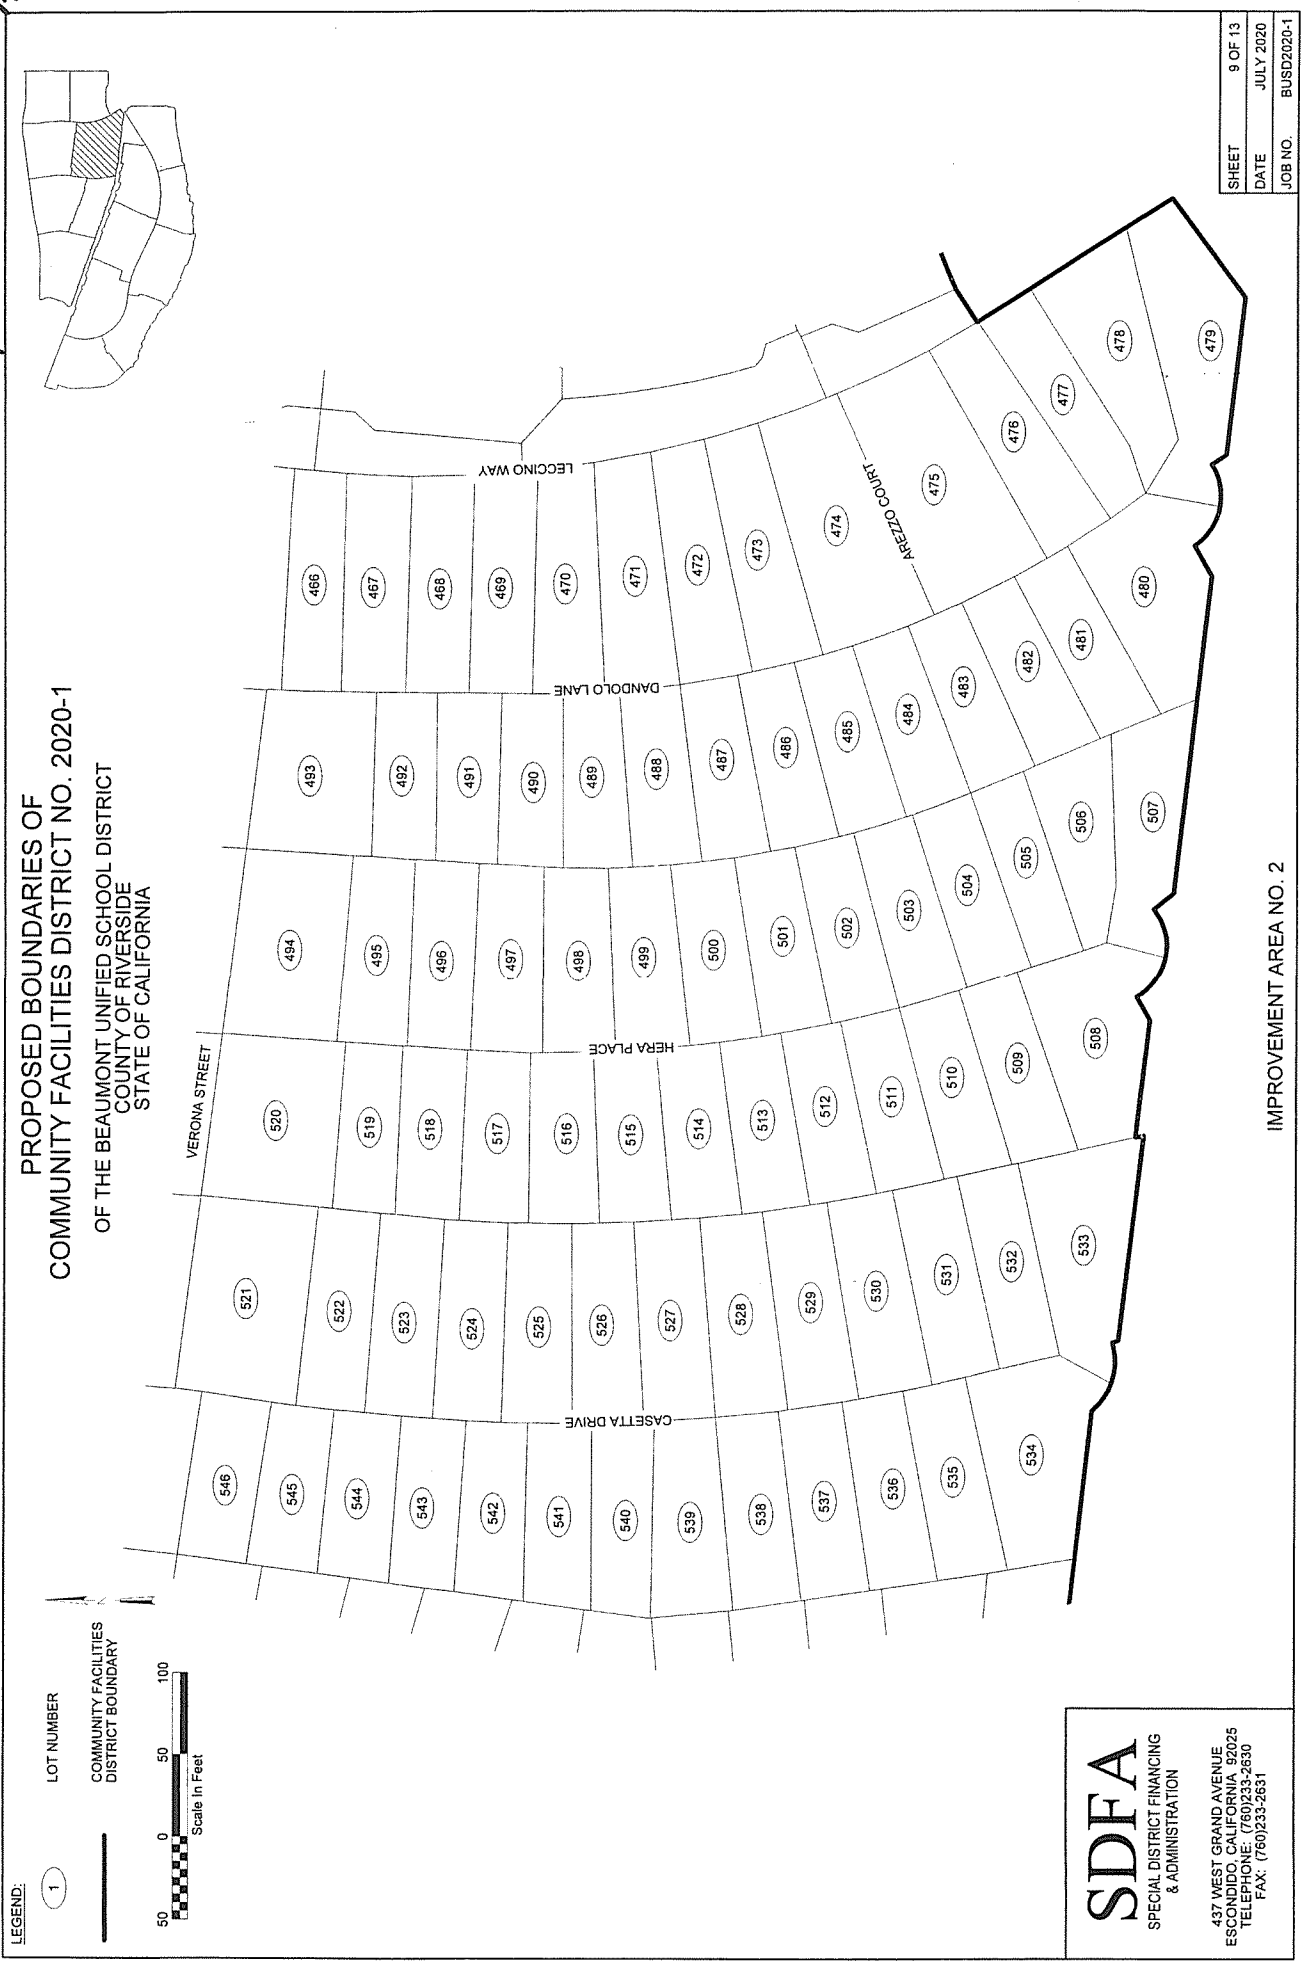 PROPOSED BOUNDARIES OF
COMMUNITY FACILITIES DISTRICT NO. 2020-1
OF THE BEAUMONT UNIFIED SCHOOL DISTRICT
COUNTY OF RIVERSIDE
STATE OF CALIFORNIA
LEGEND:
1
LOT NUMBER
COMMUNITY FACILITIES
DISTRICT BOUNDARY
50 0 50 100
Scale In Feet
VERONA STREET
CASETTA DRIVE
HERA PLACE
DANDOLO LANE
LECCINO WAY
AREZZO COURT
466
467
468
469
470
471
472
473
474
475
476
477
478
479
480
481
482
483
484
485
486
487
488
489
490
491
492
493
494
495
496
497
498
499
500
501
502
503
504
505
506
507
508
509
510
511
512
513
514
515
516
517
518
519
520
521
522
523
524
525
526
527
528
529
530
531
532
533
534
535
536
537
538
539
540
541
542
543
544
545
546
SDFA
SPECIAL DISTRICT FINANCING
& ADMINISTRATION
437 WEST GRAND AVENUE
ESCONDIDO, CALIFORNIA 92025
TELEPHONE: (760)233-2630
FAX: (760)233-2631
IMPROVEMENT AREA NO. 2
SHEET 9 OF 13
DATE JULY 2020
JOB NO. BUSD2020-1